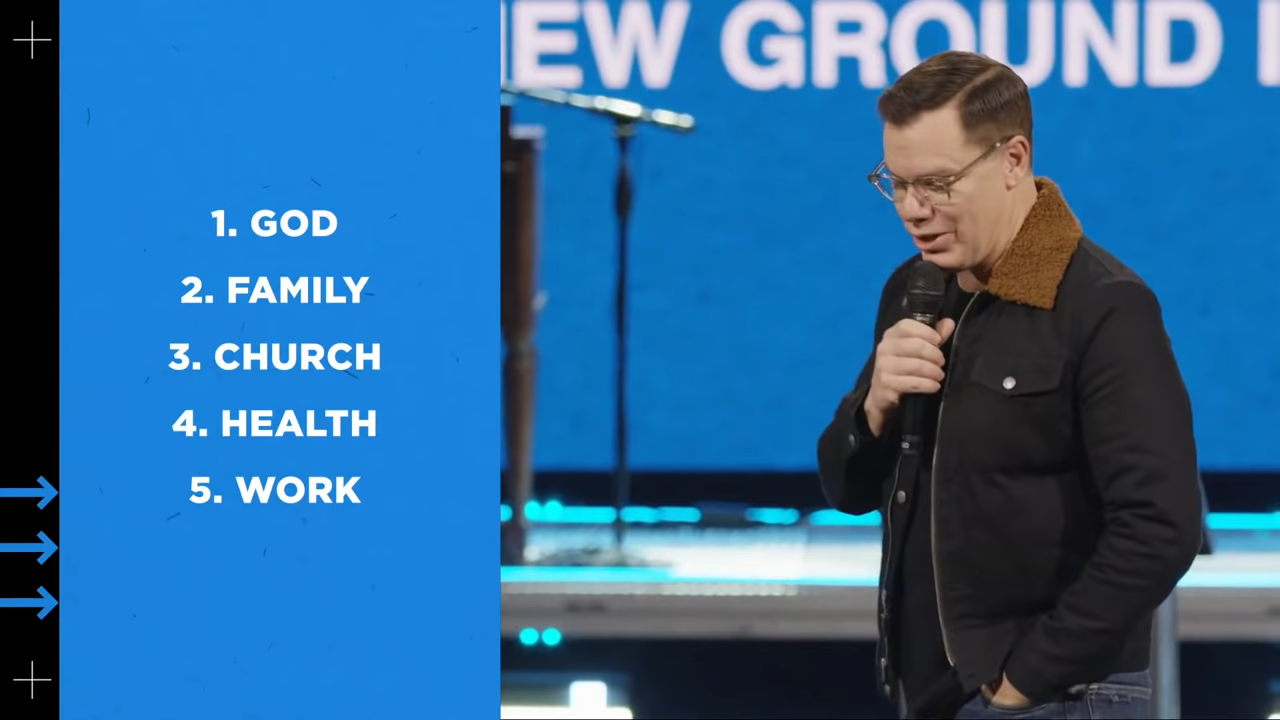 1. GOD
2. FAMILY
3. CHURCH
4. HEALTH
5. WORK
EW GROUND